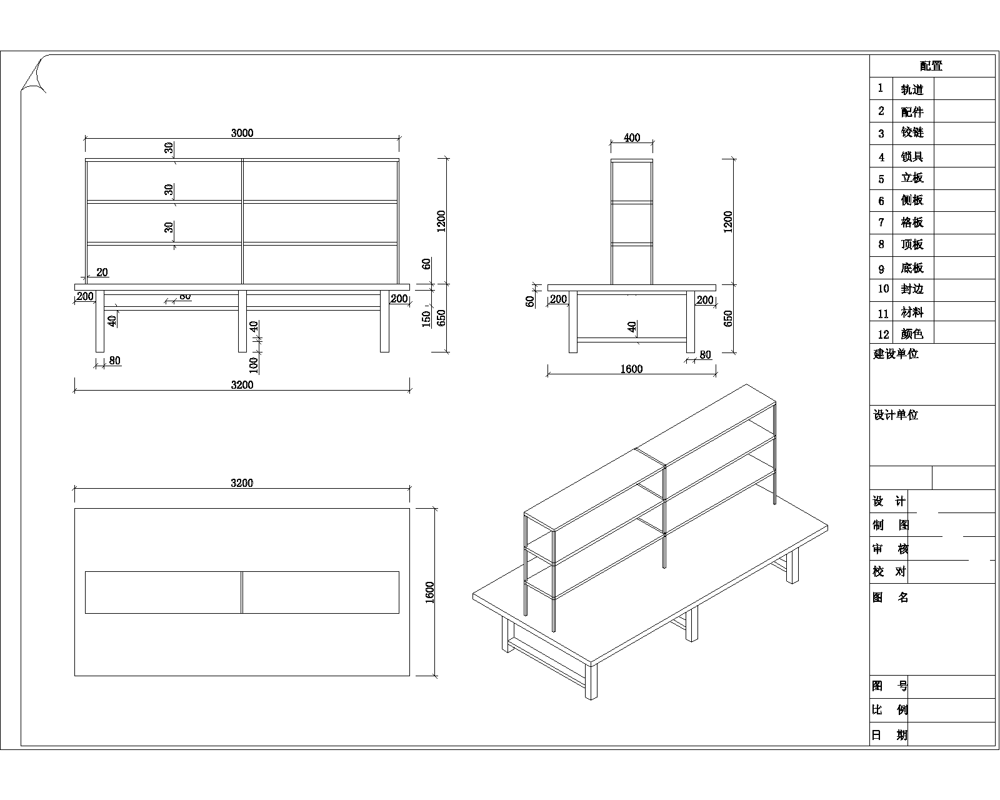 3000
30
30
30
1200
20
60
200
80
200
40
40
150
650
80
100
3200
400
1200
60
200
200
40
650
80
1600
3200
1600
配置
1 轨道
2 配件
3 铰链
4 锁具
5 立板
6 侧板
7 格板
8 顶板
9 底板
10 封边
11 材料
12 颜色
建设单位
设计单位
设 计
制 图
审 核
校 对
图 名
图 号
比 例
日 期